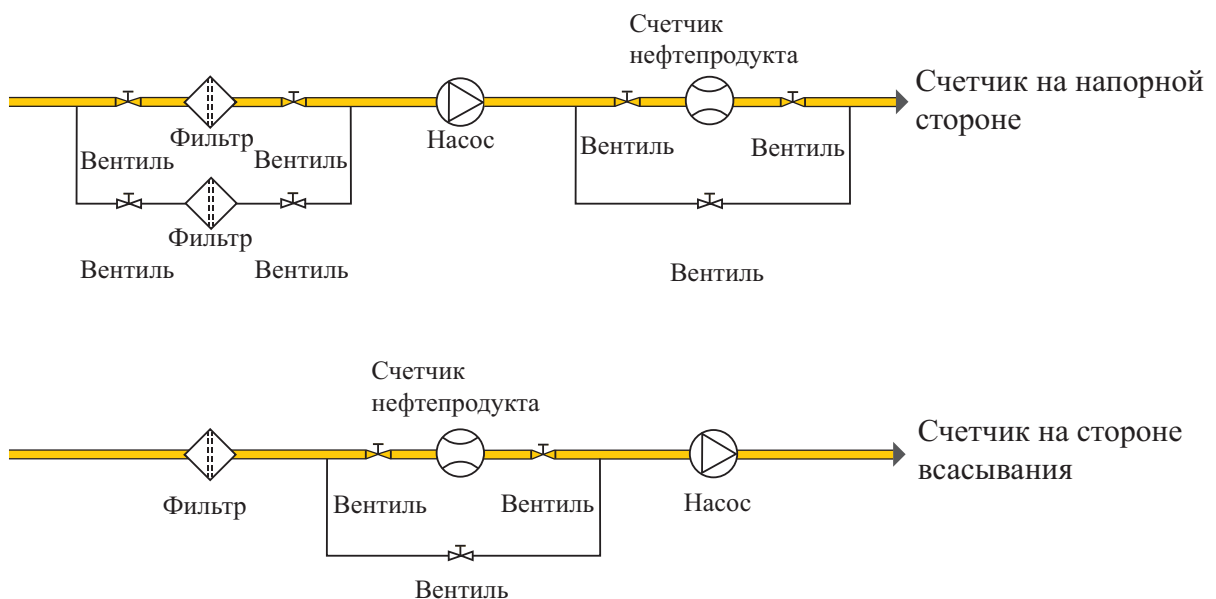 Счетчик
нефтепродукта
Счетчик на напорной
стороне
Фильтр
Насос
Вентиль
Вентиль
Вентиль
Вентиль
Фильтр
Вентиль
Вентиль
Вентиль
Счетчик
нефтепродукта
Счетчик на стороне
всасывания
Фильтр
Вентиль
Вентиль
Насос
Вентиль